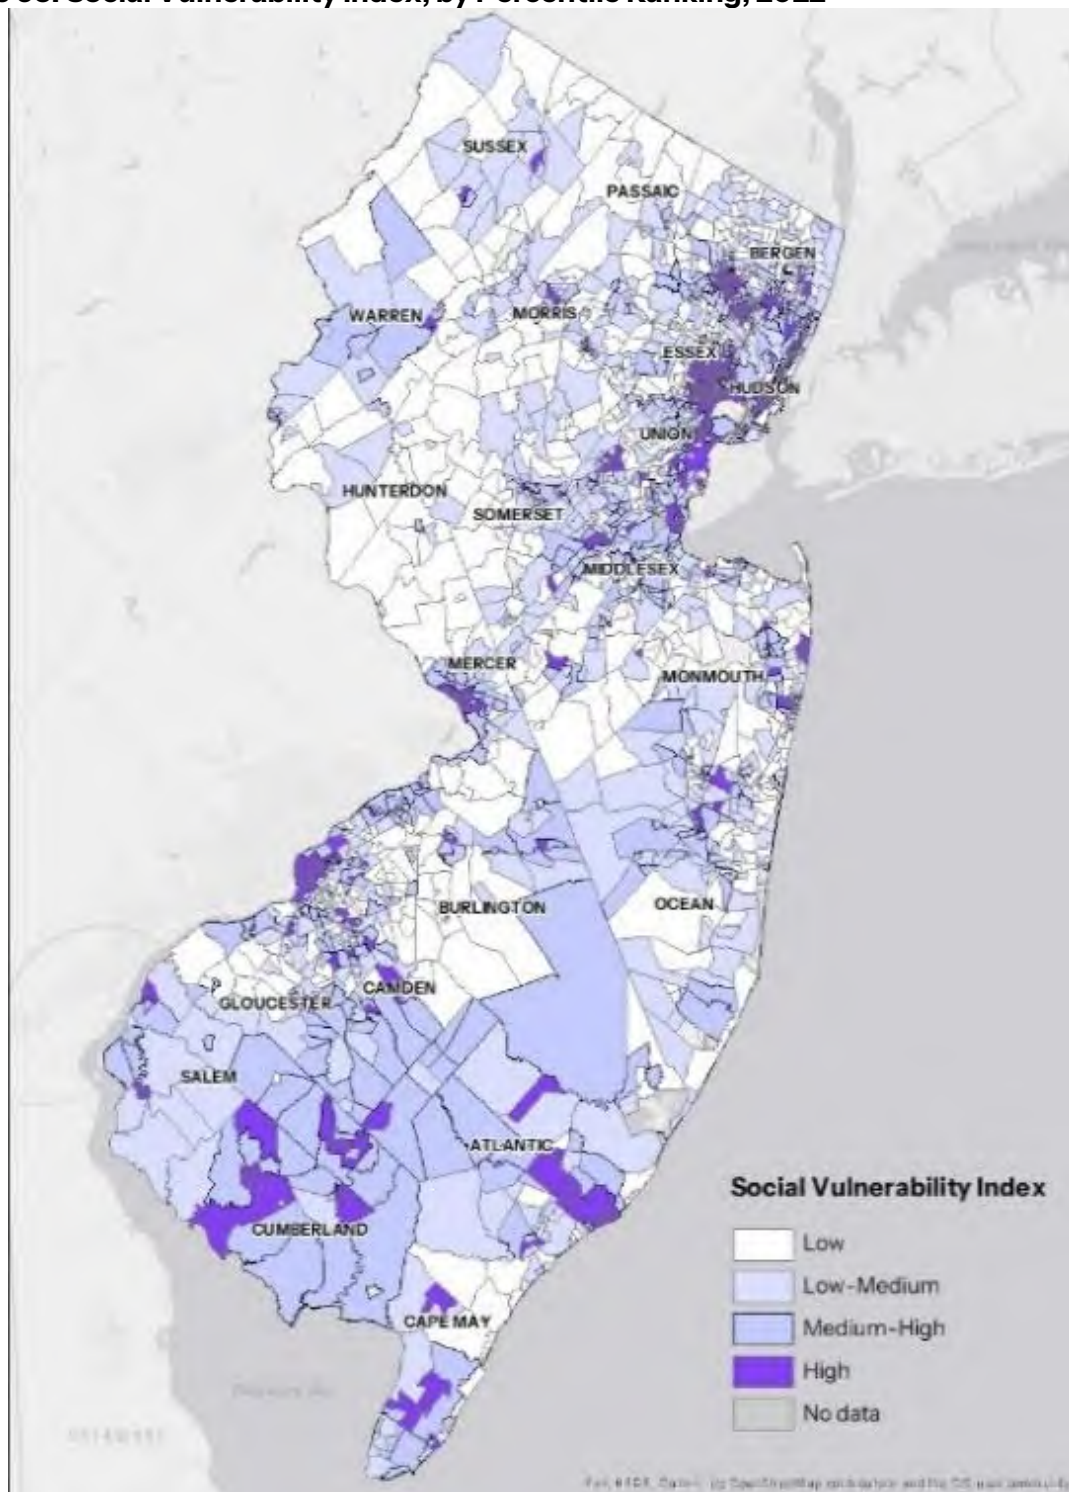 Social Vulnerability Index, by Percentile Ranking, 2022
SUSSEX
PASSAIC
BERGEN
WARREN
MORRIS
ESSEX
HUDSON
UNION
HUNTERDON
SOMERSET
MIDDLESEX
MERCER
MONMOUTH
BURLINGTON
OCEAN
CAMDEN
GLOUCESTER
SALEM
ATLANTIC
CUMBERLAND
CAPE MAY
Social Vulnerability Index
Low
Low-Medium
Medium-High
High
No data